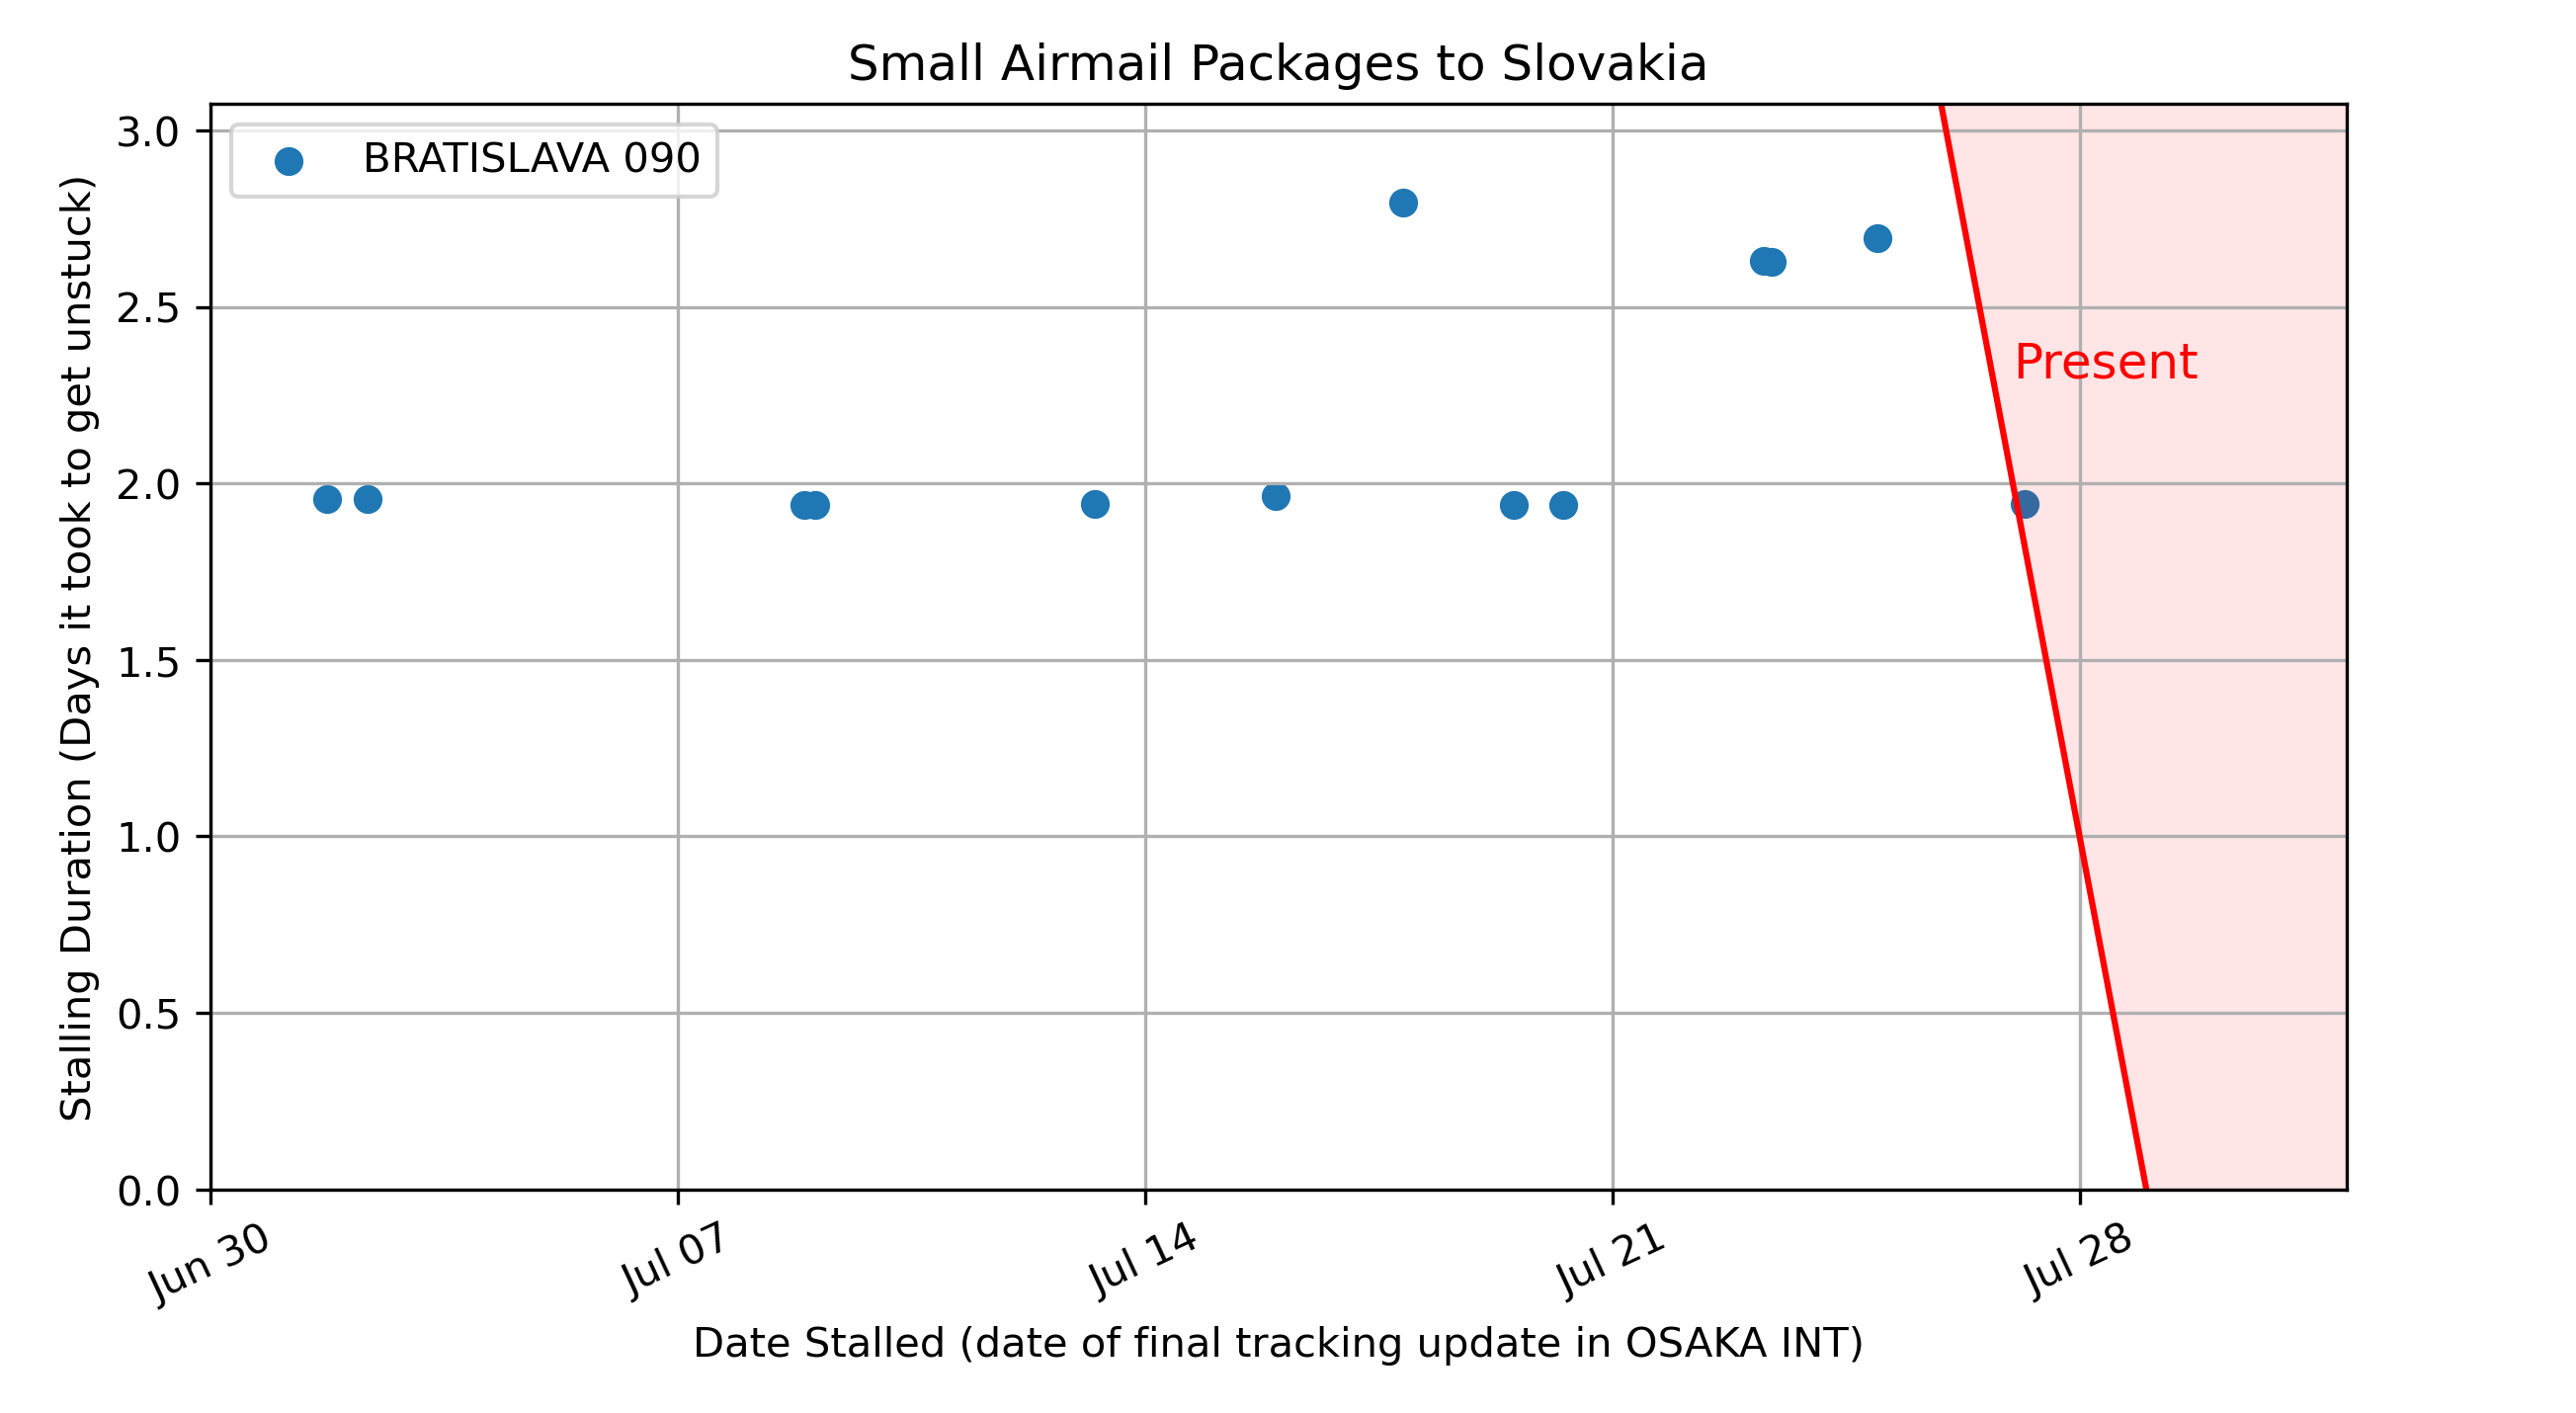 Small Airmail Packages to Slovakia
BRATISLAVA 090
Present
Stalling Duration (Days it took to get unstuck)
3.0
2.5
2.0
1.5
1.0
0.5
0.0
Jun 30
Jul 07
Jul 14
Jul 21
Jul 28
Date Stalled (date of final tracking update in OSAKA INT)